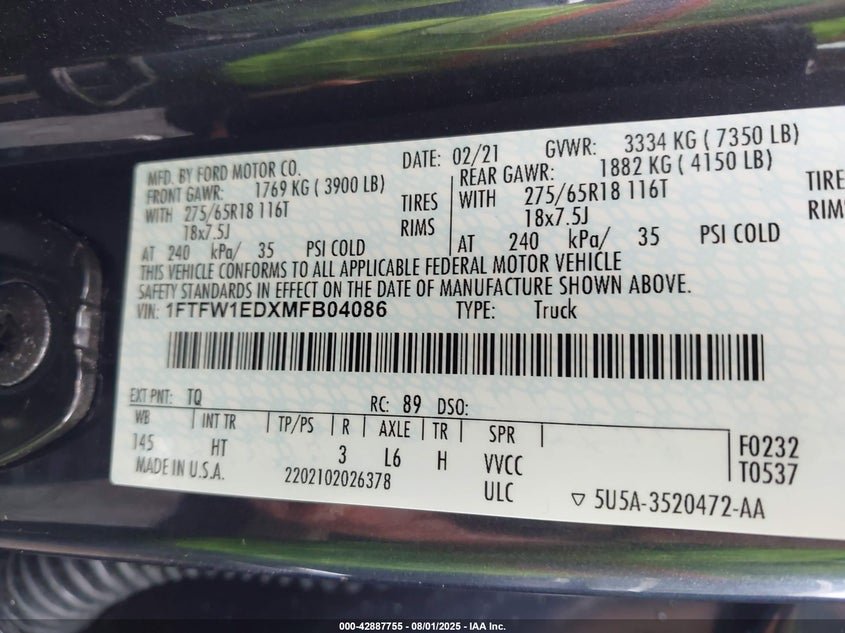 MFD. BY FORD MOTOR CO. DATE: 02/21 GVWR: 3334 KG ( 7350 LB)
FRONT GAWR: 1769 KG ( 3900 LB) REAR GAWR: 1882 KG ( 4150 LB)
WITH 275/65R18 116T TIRES WITH 275/65R18 116T TIRE
18x7.5J RIMS 18x7.5J RIM
AT 240 kPa/ 35 PSI COLD AT 240 kPa/ 35 PSI COLD
THIS VEHICLE CONFORMS TO ALL APPLICABLE FEDERAL MOTOR VEHICLE
SAFETY STANDARDS IN EFFECT ON THE DATE OF MANUFACTURE SHOWN ABOVE.
VIN: 1FTFW1EDXMFB04086 TYPE: Truck
EXT PNT: TQ RC: 89 DSO:
WB INT TR TP/PS R AXLE TR SPR
145 HT 3 L6 H VVCC F0232
MADE IN U.S.A. 2202102026378 ULC T0537
5U5A-3520472-AA
000-42887755 - 08/01/2025 - IAA Inc.